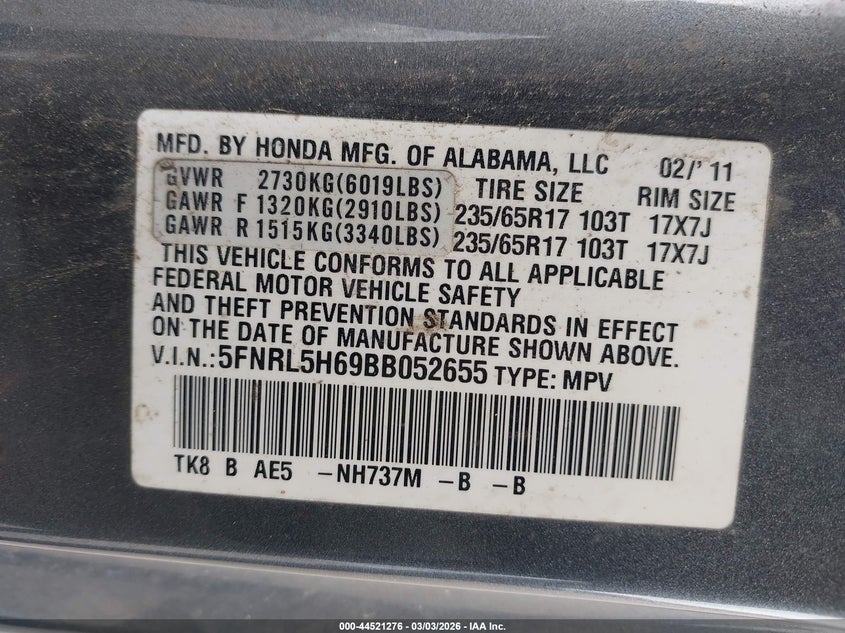 MFD. BY HONDA MFG. OF ALABAMA, LLC 02/'11
GVWR 2730KG(6019LBS) TIRE SIZE RIM SIZE
GAWR F 1320KG(2910LBS) 235/65R17 103T 17X7J
GAWR R 1515KG(3340LBS) 235/65R17 103T 17X7J
THIS VEHICLE CONFORMS TO ALL APPLICABLE
FEDERAL MOTOR VEHICLE SAFETY
AND THEFT PREVENTION STANDARDS IN EFFECT
ON THE DATE OF MANUFACTURE SHOWN ABOVE.
V.I.N.:5FNRL5H69BB052655 TYPE: MPV
TK8 B AE5 -NH737M -B -B
000-44521276 - 03/03/2026 - IAA Inc.